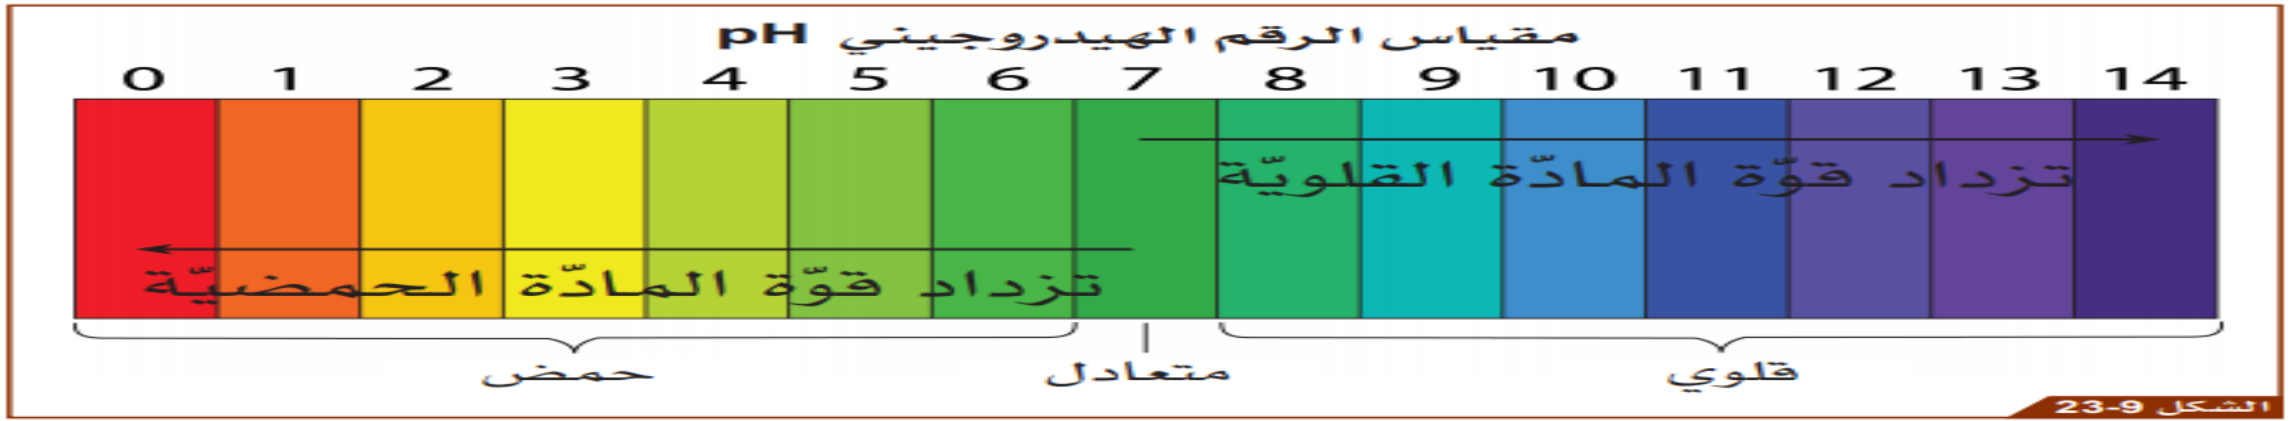 مقياس الرقم الهيدروجيني pH
0 1 2 3 4 5 6 7 8 9 10 11 12 13 14
تزداد قوّة المادّة القلويّة
تزداد قوّة المادّة الحمضيّة
حمض متعادل قلوي
الشكل 9-23